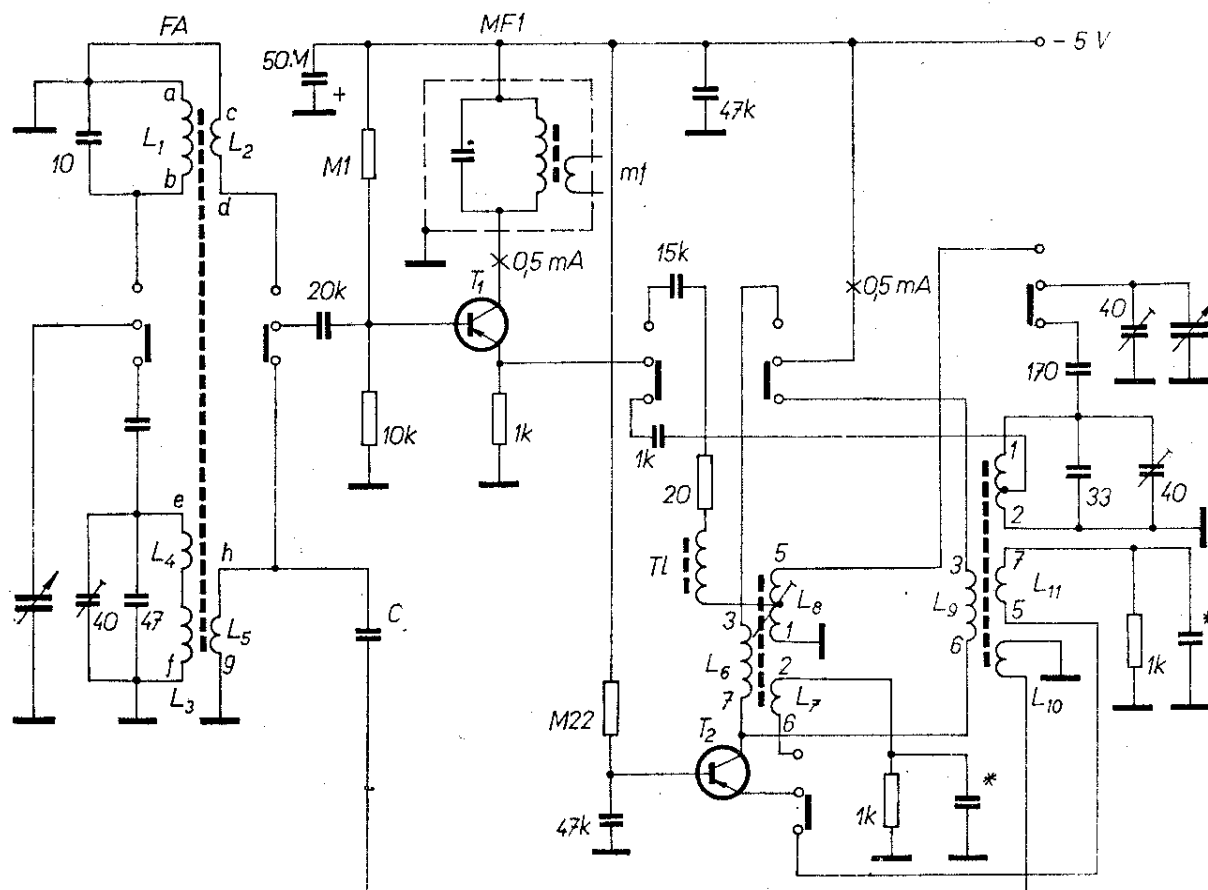 FA
MF1
50M
+
- 5 V
47k
a
c
10
L1
L2
M1
b
d
mf
0,5 mA
15k
0,5 mA
20k
T1
40
170
10k
1k
1k
1
20
33
40
2
e
L4
h
Tl
5
3
7
40
47
C
3
L8
L9
L11
L5
1
5
*
f
g
L6
2
6
1k
L3
7
L7
L10
M22
T2
6
*
47k
1k